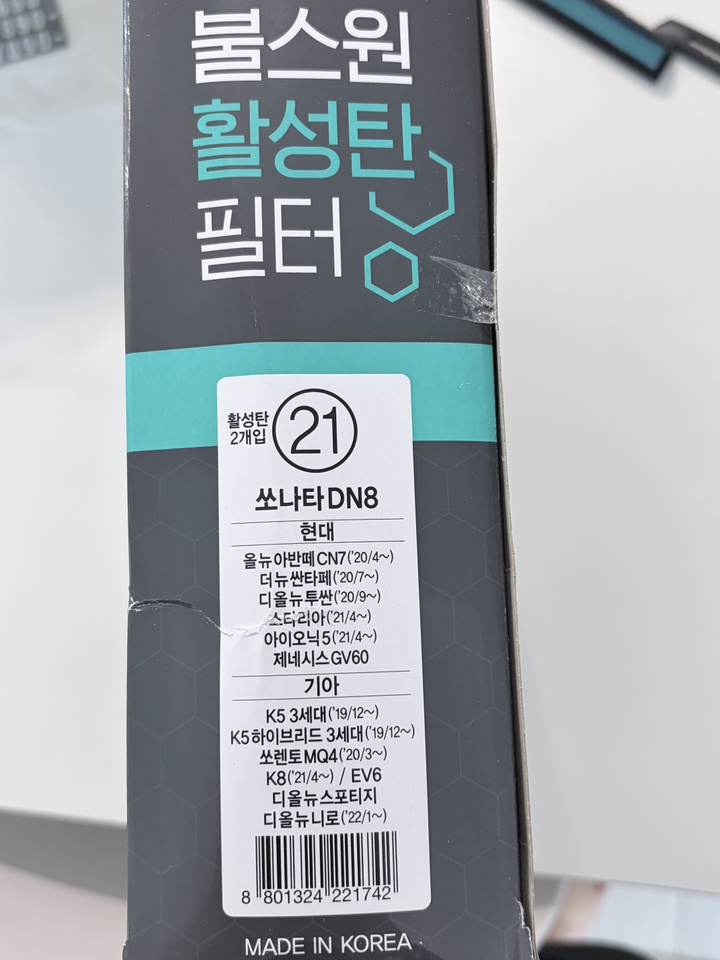 불스원
활성탄
필터
활성탄
2개입
21
쏘나타DN8
현대
올뉴아반떼CN7('20/4~)
더뉴싼타페('20/7~)
디올뉴투싼('20/9~)
스타리아('21/4~)
아이오닉5('21/4~)
제네시스GV60
기아
K5 3세대('19/12~)
K5하이브리드 3세대('19/12~)
쏘렌토MQ4('20/3~)
K8('21/4~) / EV6
디올뉴스포티지
디올뉴니로('22/1~)
8 801324 221742
MADE IN KOREA